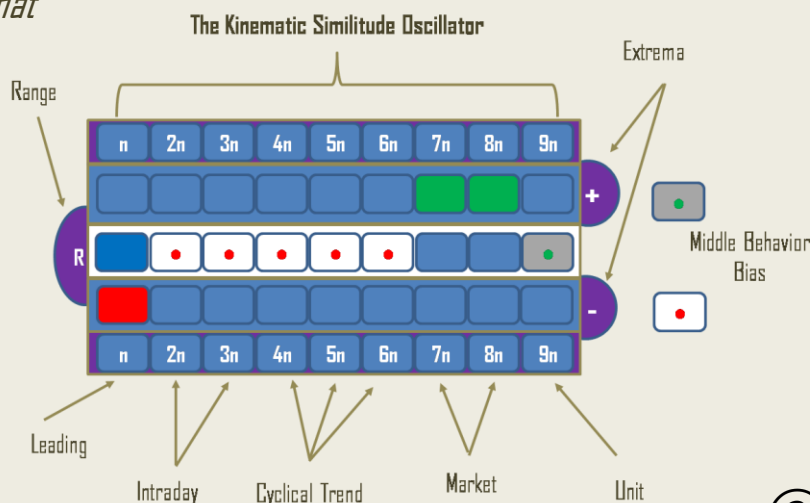 The Kinematic Similitude Oscillator
Extrema
Range
n 2n 3n 4n 5n 6n 7n 8n 9n
+
R
Middle Behavior
Bias
-
n 2n 3n 4n 5n 6n 7n 8n 9n
Leading
Intraday
Cyclical Trend
Market
Unit